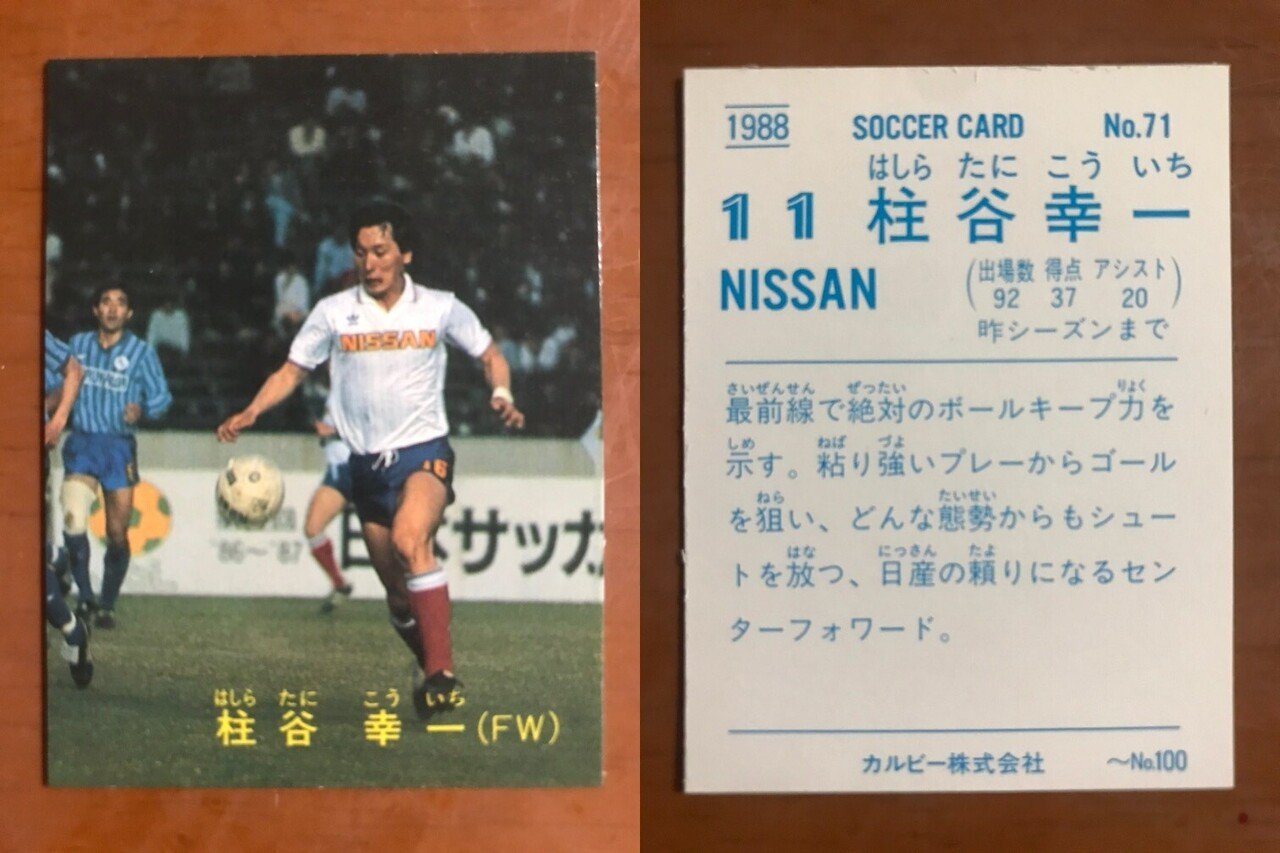 NISSAN
16
'86〜'87
日本サッカ
はしら たに こう いち
柱谷 幸一(FW)
1988 SOCCER CARD No.71
はしら たに こう いち
11 柱谷幸一
NISSAN
出場数 得点 アシスト
92 37 20
昨シーズンまで
さいぜんせん ぜったい りょく
最前線で絶対のボールキープ力を
しめ ねば づよ
示す。粘り強いプレーからゴール
ねら たいせい
を狙い、どんな態勢からもシュー
はな にっさん たよ
トを放つ、日産の頼りになるセン
ターフォワード。
カルビー株式会社 〜No.100